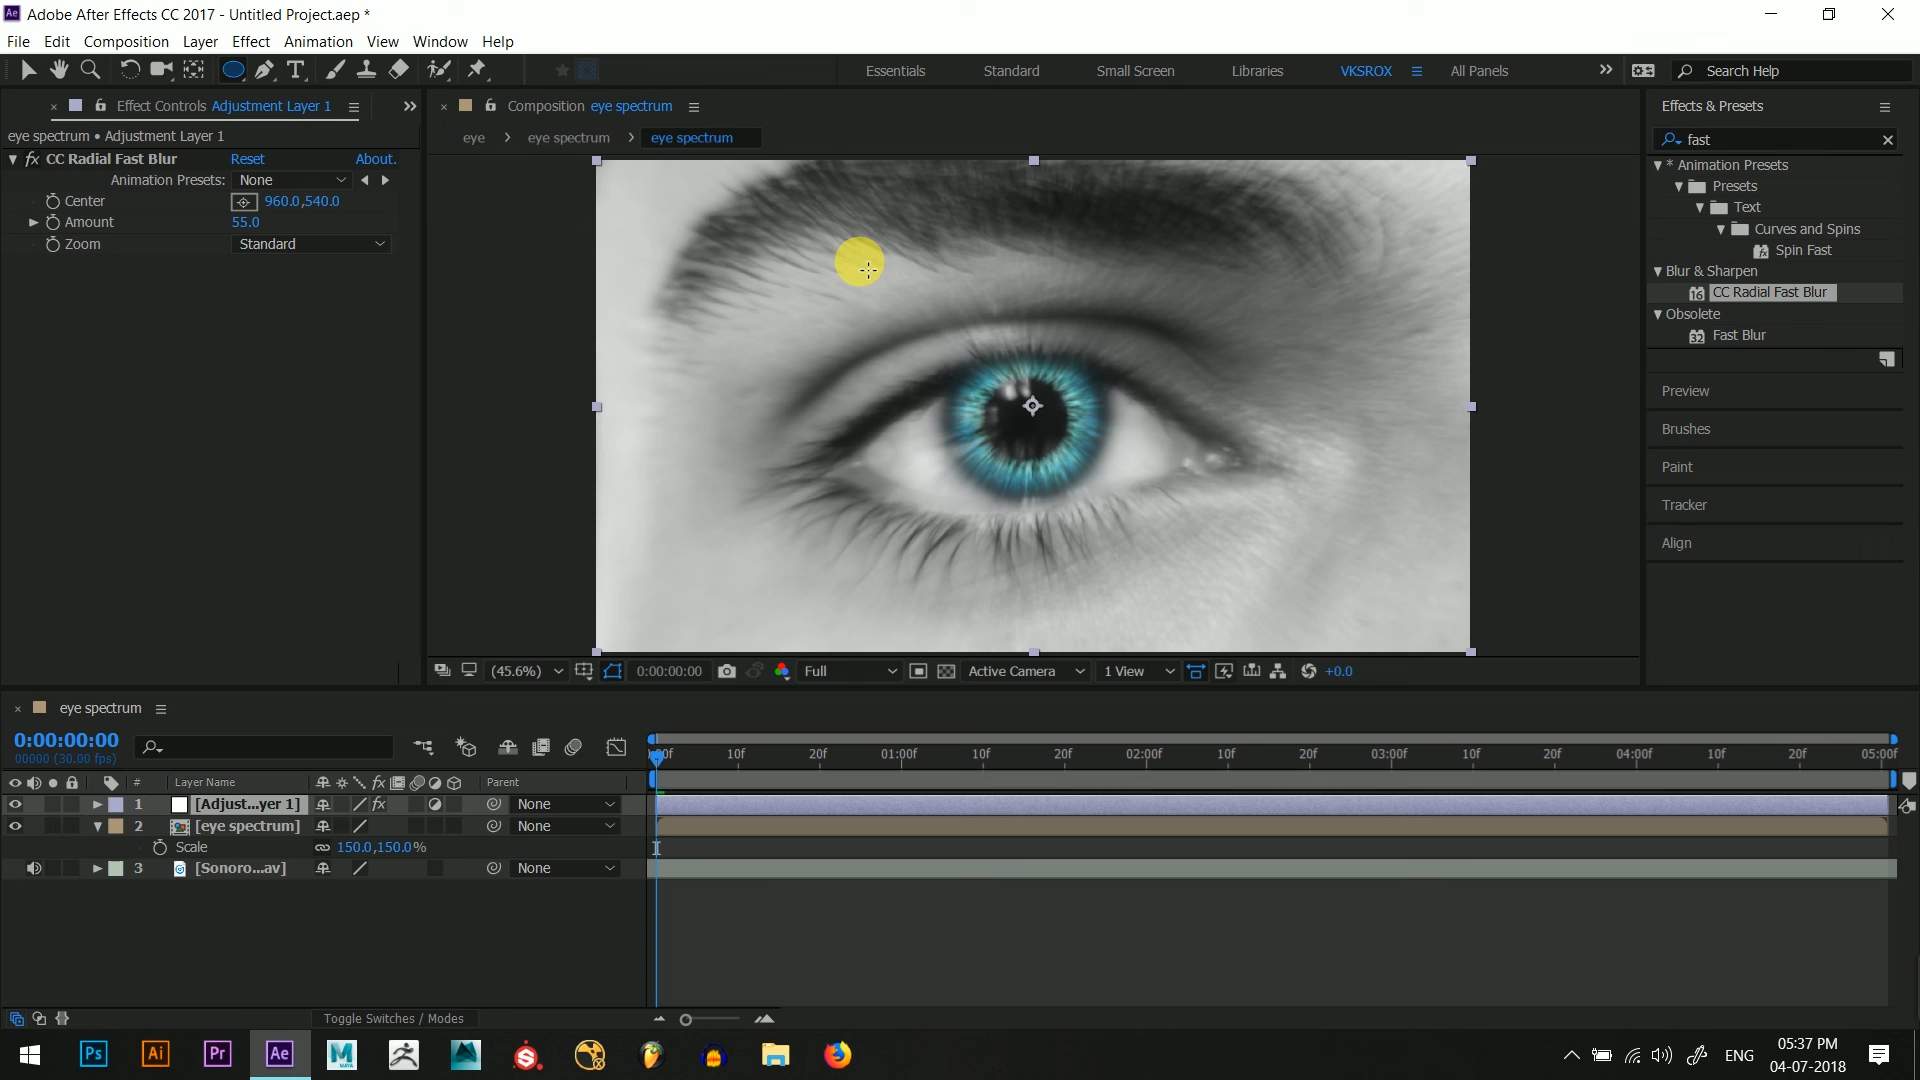 Adobe After Effects CC 2017 - Untitled Project.aep *
File Edit Composition Layer Effect Animation View Window Help
Essentials Standard Small Screen Libraries VKSROX All Panels Search Help
Effect Controls Adjustment Layer 1
Composition eye spectrum
Effects & Presets
eye spectrum • Adjustment Layer 1
eye eye spectrum eye spectrum
fast
fx CC Radial Fast Blur Reset About.
Animation Presets: None
Center 960.0,540.0
Amount 55.0
Zoom Standard
* Animation Presets
Presets
Text
Curves and Spins
Spin Fast
Blur & Sharpen
CC Radial Fast Blur
Obsolete
Fast Blur
Preview
Brushes
Paint
Tracker
Align
(45.6%) 0:00:00:00 Full Active Camera 1 View +0.0
eye spectrum
0:00:00:00
00000 (30.00 fps)
10f 20f 01:00f 10f 20f 02:00f 10f 20f 03:00f 10f 20f 04:00f 10f 20f 05:00f
# Layer Name fx Parent
1 [Adjust...yer 1] fx None
2 [eye spectrum] None
Scale 150.0,150.0%
3 [Sonoro...av] None
Toggle Switches / Modes
Ps Ai Pr Ae M MAYA
ENG 05:37 PM
04-07-2018